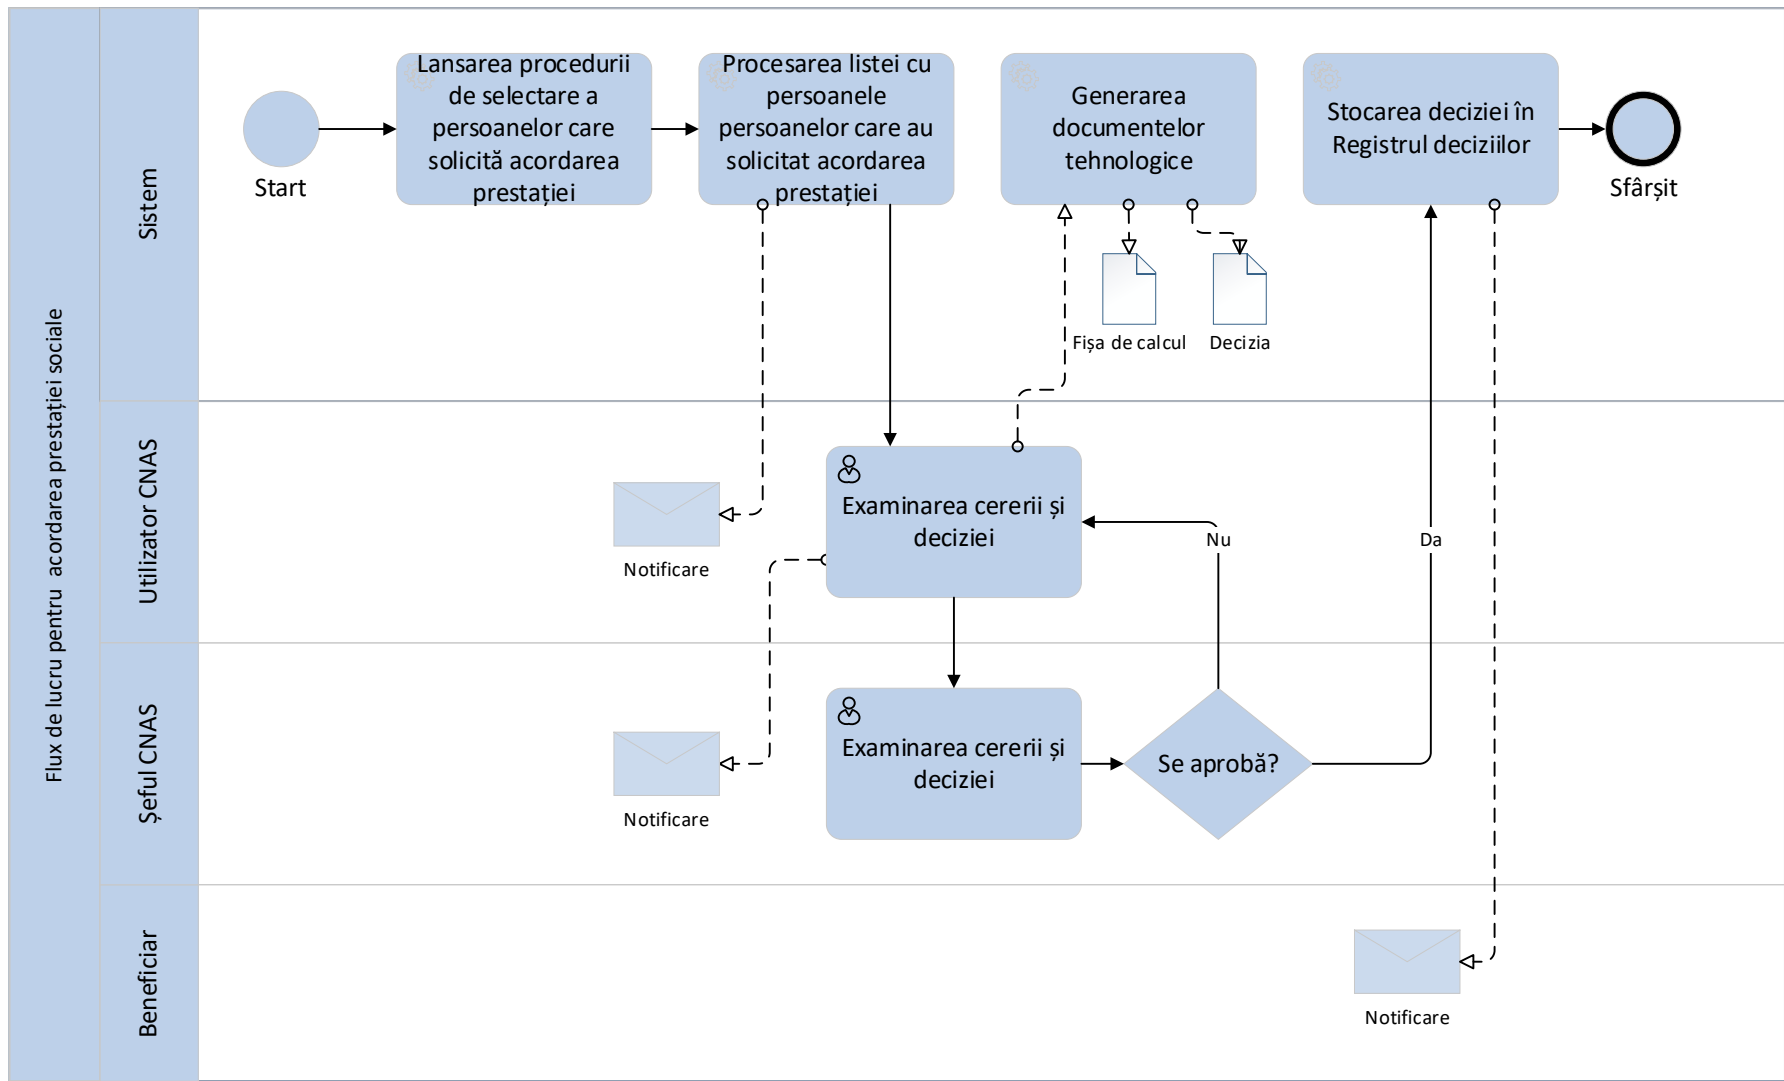 Flux de lucru pentru  acordarea prestației sociale
Sistem
Start
Lansarea procedurii
de selectare a
persoanelor care
solicită acordarea
prestației
Procesarea listei cu
persoanele
persoanelor care au
solicitat acordarea
prestației
Generarea
documentelor
tehnologice
Fișa de calcul
Decizia
Stocarea deciziei în
Registrul deciziilor
Sfârșit
Utilizator CNAS
Notificare
Examinarea cererii și
deciziei
Nu
Da
Șeful CNAS
Notificare
Examinarea cererii și
deciziei
Se aprobă?
Beneficiar
Notificare